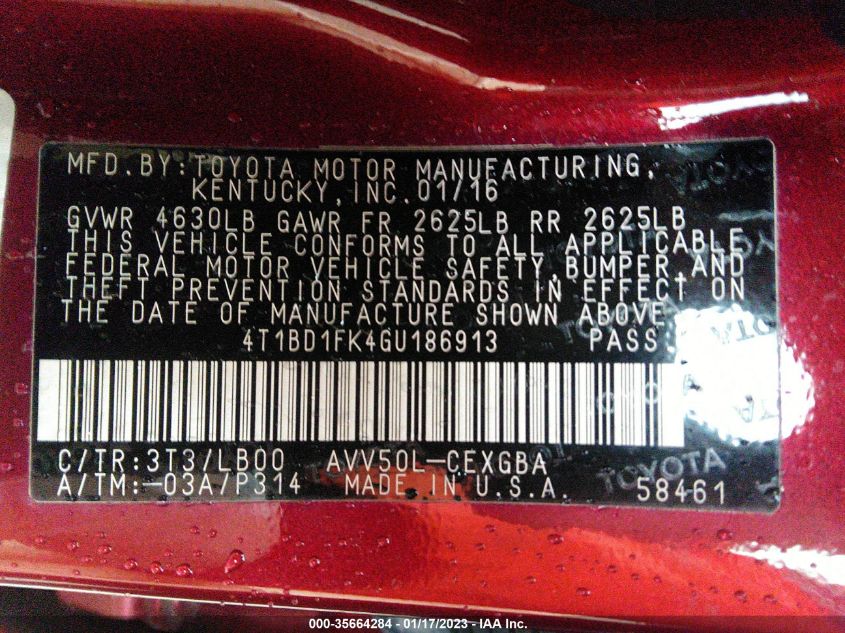 MFD.BY:TOYOTA MOTOR MANUFACTURING,
KENTUCKY,INC.01/16
GVWR 4630LB GAWR FR 2625LB RR 2625LB
THIS VEHICLE CONFORMS TO ALL APPLICABLE
FEDERAL MOTOR VEHICLE SAFETY,BUMPER,AND
THEFT PREVENTION STANDARDS IN EFFECT ON
THE DATE OF MANUFACTURE SHOWN ABOVE.
4T1BD1FK4GU186913 PASS.
C/TR:3T3/LB00 AVV50L-CEXGBA
A/TM:-03A/P314 MADE IN U.S.A. 58461
TOYOTA
000-35664284 - 01/17/2023 - IAA Inc.